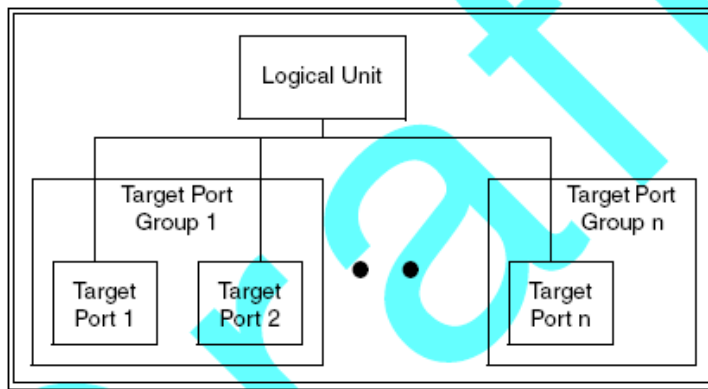 Logical Unit
Target Port
Group 1
Target Port
Group n
Target
Port 1
Target
Port 2
Target
Port n